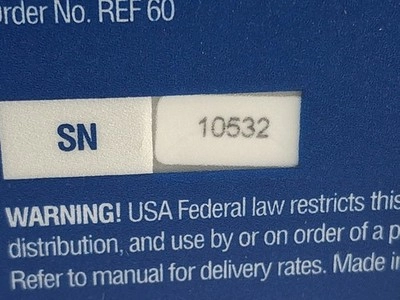 Order No. REF 60
SN 10532
WARNING! USA Federal law restricts this
distribution, and use by or on order of a p
Refer to manual for delivery rates. Made in